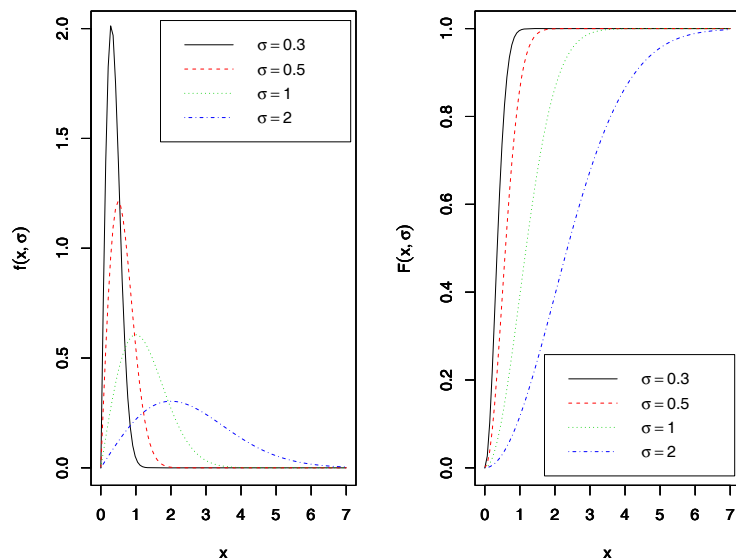 f(x, σ)
2.0
1.5
1.0
0.5
0.0
σ = 0.3
σ = 0.5
σ = 1
σ = 2
0 1 2 3 4 5 6 7
x
F(x, σ)
1.0
0.8
0.6
0.4
0.2
0.0
σ = 0.3
σ = 0.5
σ = 1
σ = 2
0 1 2 3 4 5 6 7
x